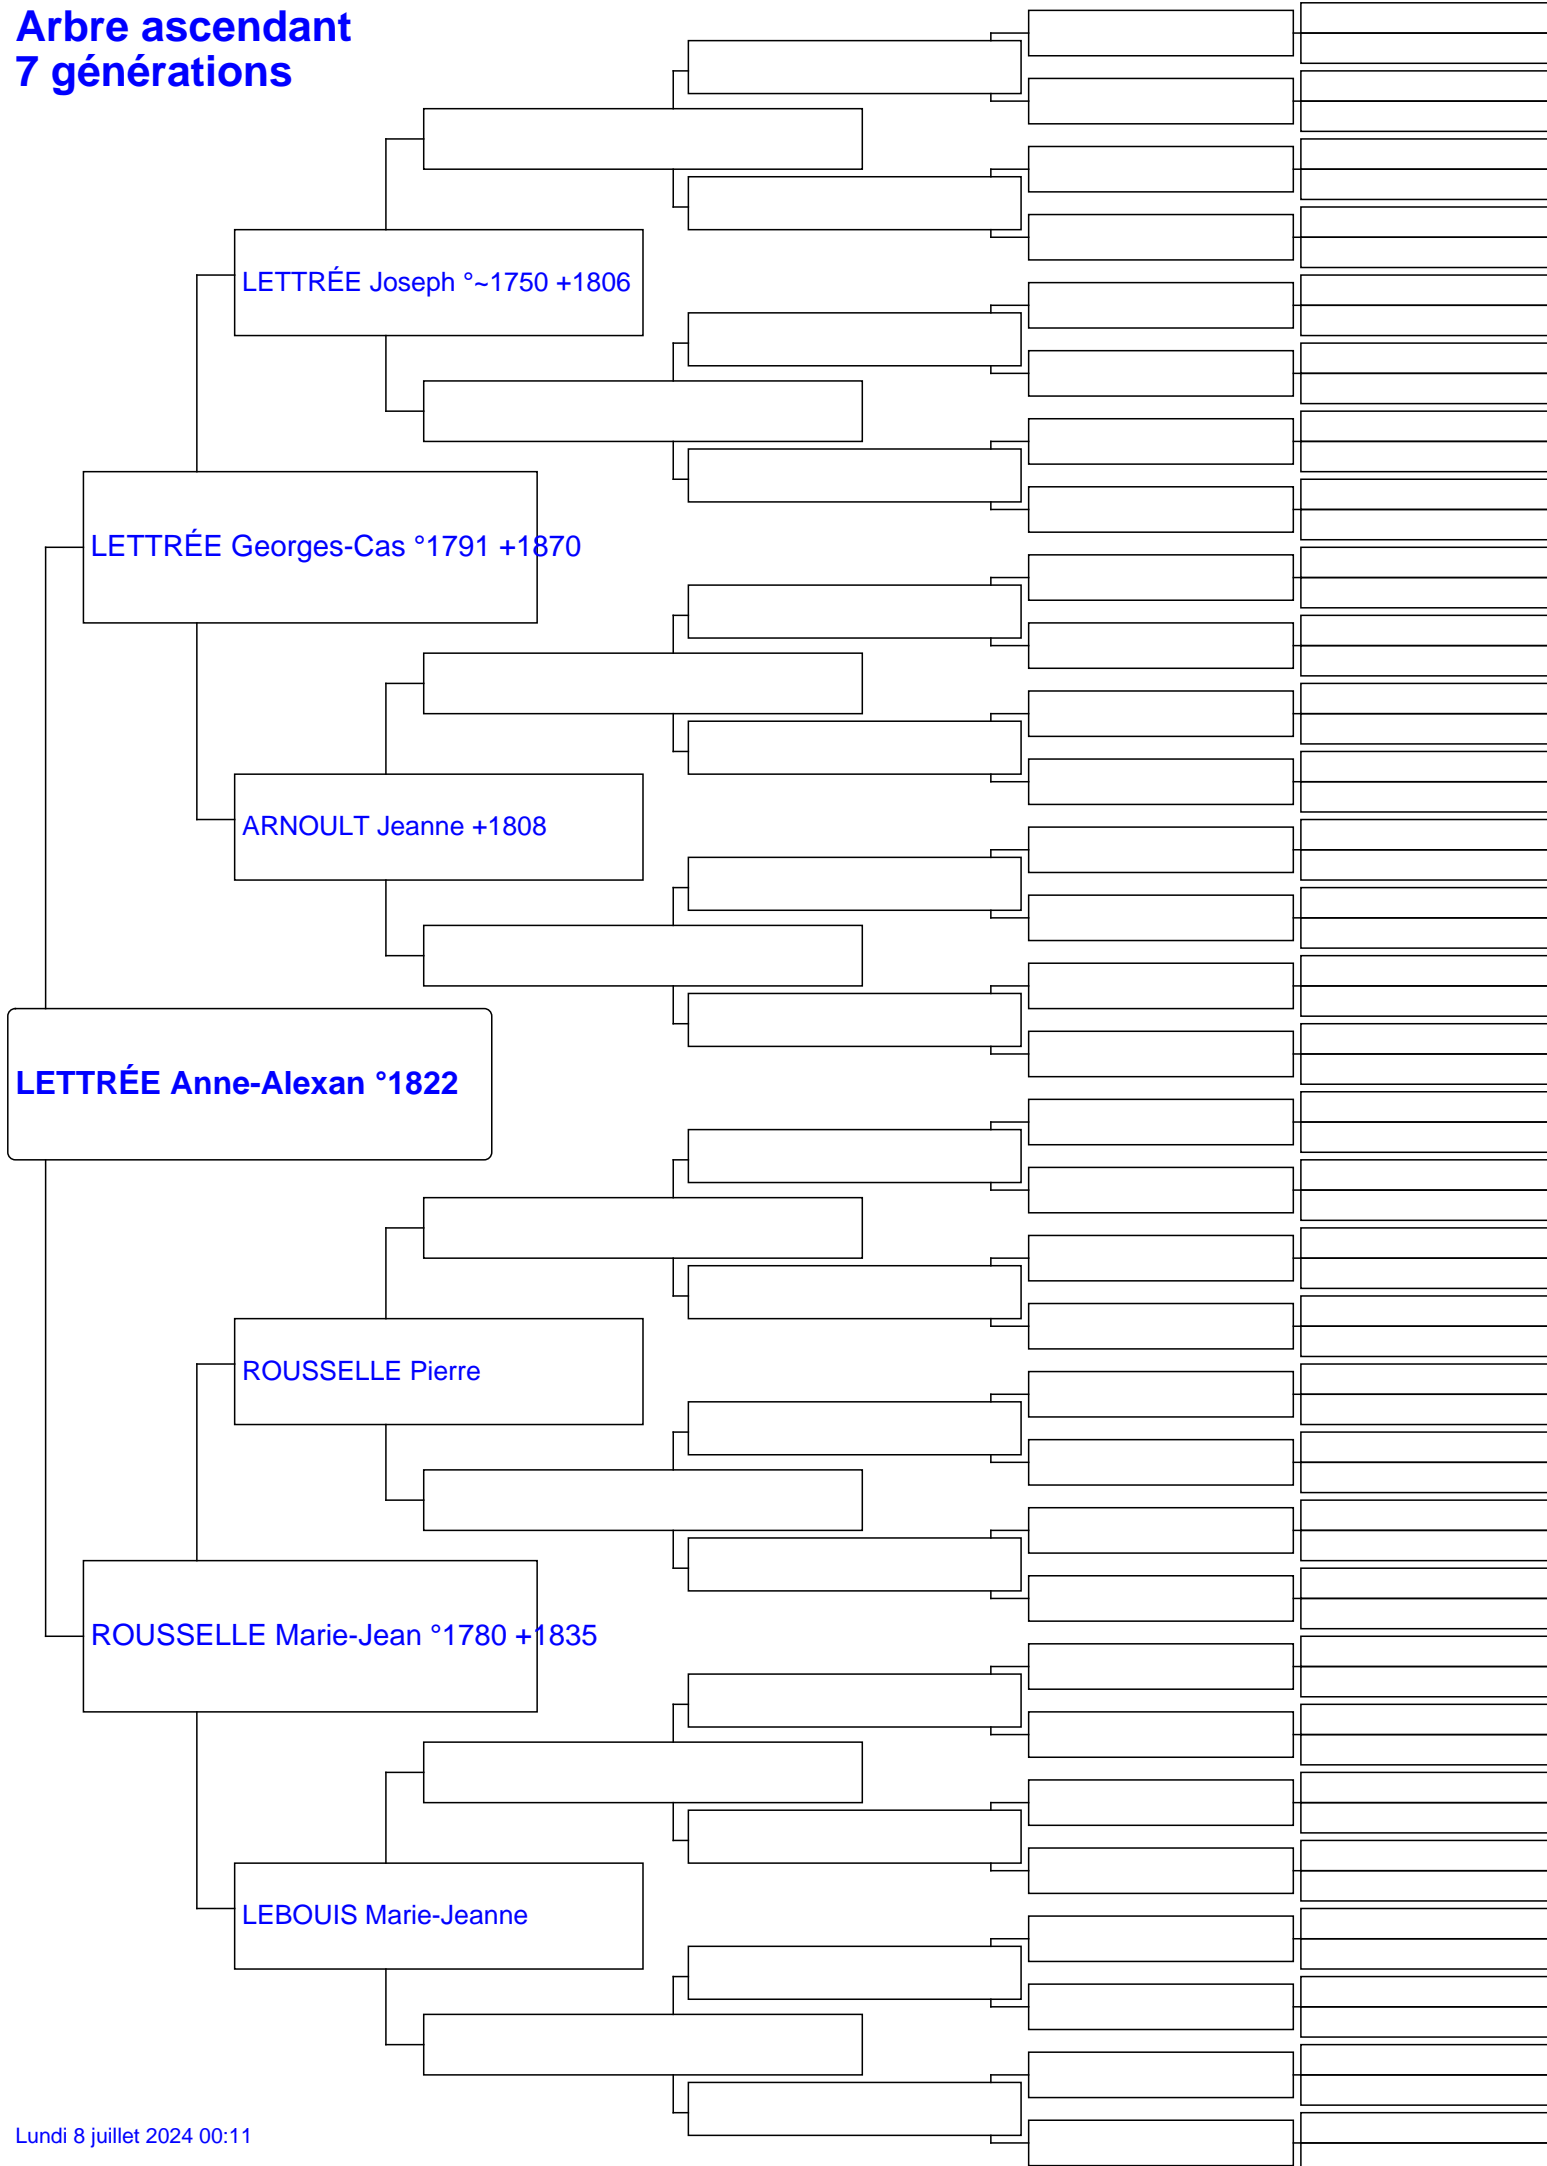 Arbre ascendant
7 générations
LETTRÉE Joseph °~1750 +1806
LETTRÉE Georges-Cas °1791 +1870
ARNOULT Jeanne +1808
LETTRÉE Anne-Alexan °1822
ROUSSELLE Pierre
ROUSSELLE Marie-Jean °1780 +1835
LEBOUIS Marie-Jeanne
Lundi 8 juillet 2024 00:11